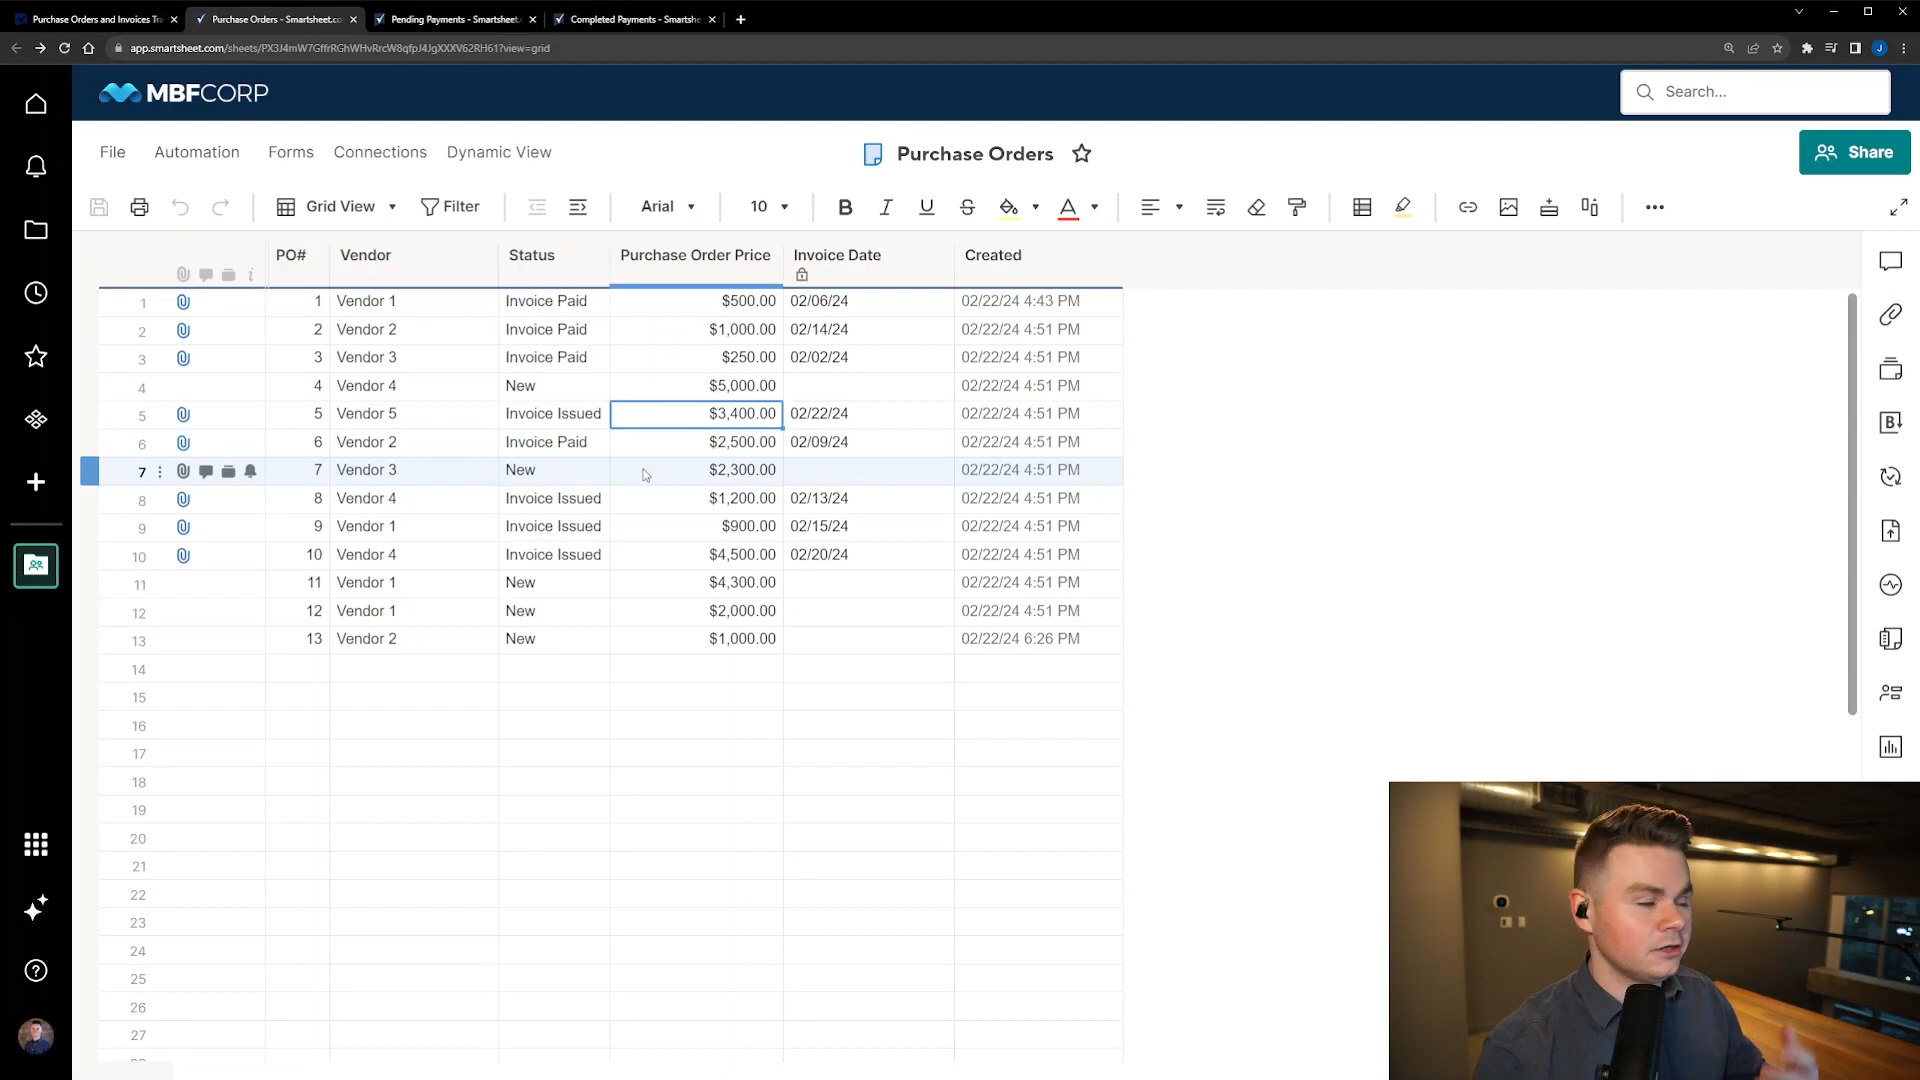 Purchase Orders and Invoices Tra
Purchase Orders - Smartsheet.co
Pending Payments - Smartsheet.
Completed Payments - Smartshe
app.smartsheet.com/sheets/PX3J4mW7GffrRGhWHvRrcW8qfpJ4JgXXXV62RH61?view=grid
J
MBFCORP
Search...
File Automation Forms Connections Dynamic View
Purchase Orders
Share
Grid View Filter Arial 10 B I U S A
PO# Vendor Status Purchase Order Price Invoice Date Created
1 1 Vendor 1 Invoice Paid $500.00 02/06/24 02/22/24 4:43 PM
2 2 Vendor 2 Invoice Paid $1,000.00 02/14/24 02/22/24 4:51 PM
3 3 Vendor 3 Invoice Paid $250.00 02/02/24 02/22/24 4:51 PM
4 4 Vendor 4 New $5,000.00 02/22/24 4:51 PM
5 5 Vendor 5 Invoice Issued $3,400.00 02/22/24 02/22/24 4:51 PM
6 6 Vendor 2 Invoice Paid $2,500.00 02/09/24 02/22/24 4:51 PM
7 7 Vendor 3 New $2,300.00 02/22/24 4:51 PM
8 8 Vendor 4 Invoice Issued $1,200.00 02/13/24 02/22/24 4:51 PM
9 9 Vendor 1 Invoice Issued $900.00 02/15/24 02/22/24 4:51 PM
10 10 Vendor 4 Invoice Issued $4,500.00 02/20/24 02/22/24 4:51 PM
11 11 Vendor 1 New $4,300.00 02/22/24 4:51 PM
12 12 Vendor 1 New $2,000.00 02/22/24 4:51 PM
13 13 Vendor 2 New $1,000.00 02/22/24 6:26 PM
14
15
16
17
18
19
20
21
22
23
24
25
26
27